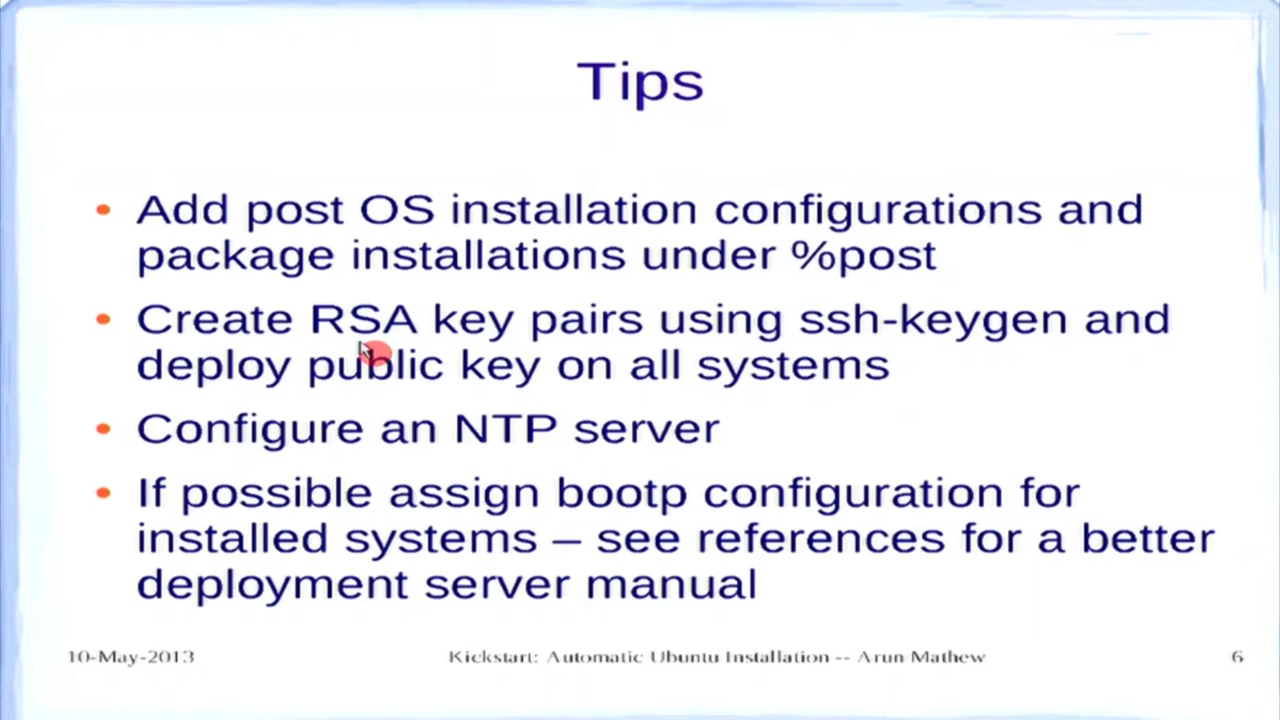 Tips
• Add post OS installation configurations and
package installations under %post
• Create RSA key pairs using ssh-keygen and
deploy public key on all systems
• Configure an NTP server
• If possible assign bootp configuration for
installed systems – see references for a better
deployment server manual
10-May-2013 Kickstart: Automatic Ubuntu Installation -- Arun Mathew 6